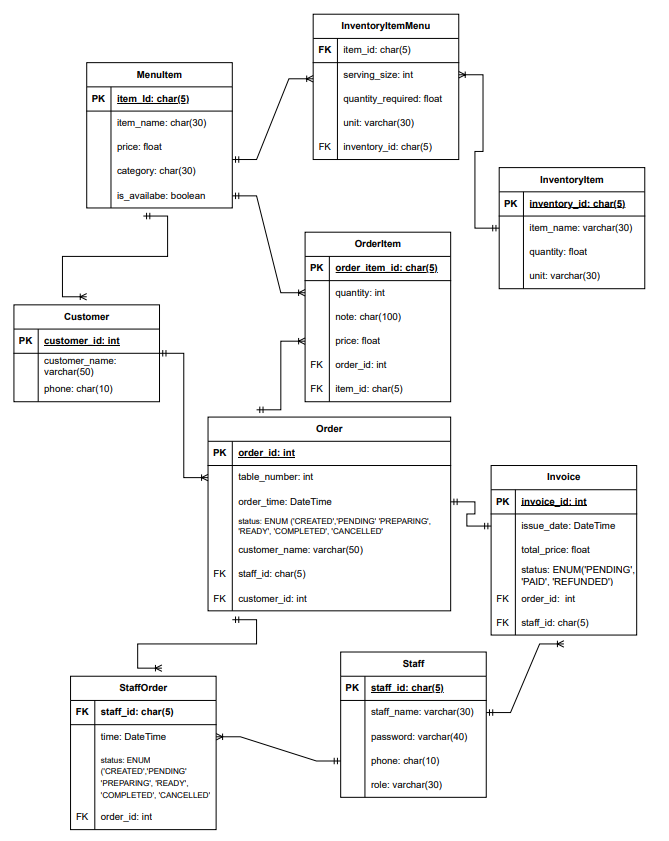 InventoryItemMenu
FK item_id: char(5)
serving_size: int
quantity_required: float
unit: varchar(30)
FK inventory_id: char(5)
MenuItem
PK item_Id: char(5)
item_name: char(30)
price: float
category: char(30)
is_availabe: boolean
InventoryItem
PK inventory_id: char(5)
item_name: varchar(30)
quantity: float
unit: varchar(30)
OrderItem
PK order_item_id: char(5)
quantity: int
note: char(100)
price: float
FK order_id: int
FK item_id: char(5)
Customer
PK customer_id: int
customer_name:
varchar(50)
phone: char(10)
Order
PK order_id: int
table_number: int
order_time: DateTime
status: ENUM ('CREATED','PENDING' 'PREPARING',
'READY', 'COMPLETED', 'CANCELLED'
customer_name: varchar(50)
FK staff_id: char(5)
FK customer_id: int
Invoice
PK invoice_id: int
issue_date: DateTime
total_price: float
status: ENUM('PENDING',
'PAID', 'REFUNDED')
FK order_id: int
FK staff_id: char(5)
StaffOrder
FK staff_id: char(5)
time: DateTime
status: ENUM
('CREATED','PENDING'
'PREPARING', 'READY',
'COMPLETED', 'CANCELLED'
FK order_id: int
Staff
PK staff_id: char(5)
staff_name: varchar(30)
password: varchar(40)
phone: char(10)
role: varchar(30)